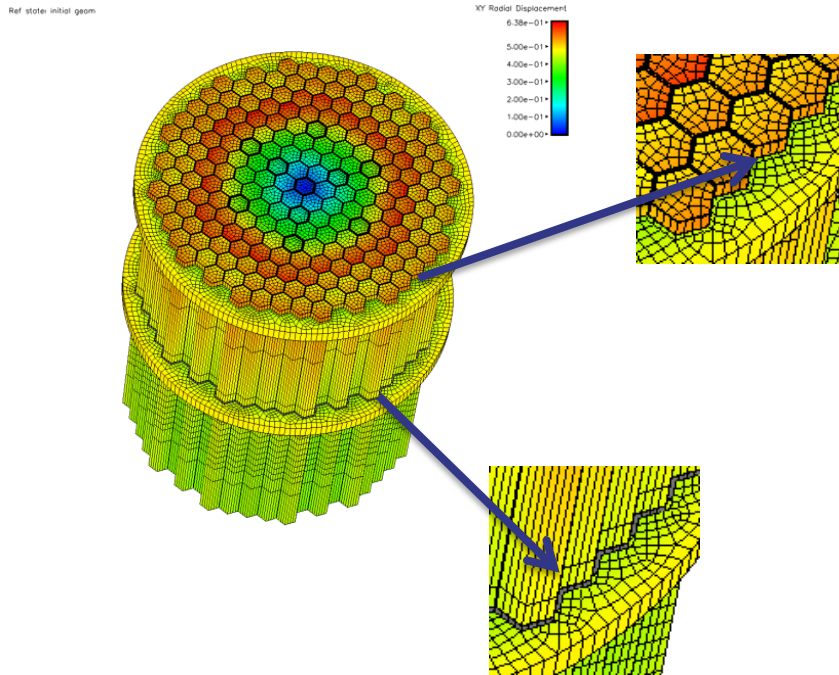 Ref state: initial geom
XY Radial Displacement
6.38e-01
5.00e-01
4.00e-01
3.00e-01
2.00e-01
1.00e-01
0.00e+00